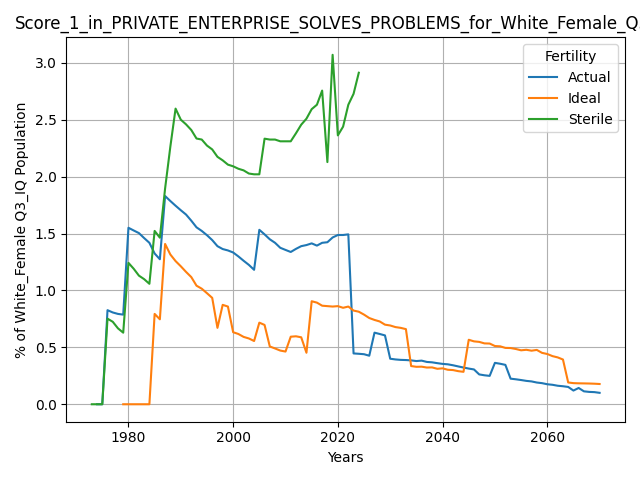 Score_1_in_PRIVATE_ENTERPRISE_SOLVES_PROBLEMS_for_White_Female_Q
Fertility
Actual
Ideal
Sterile
% of White_Female Q3_IQ Population
3.0
2.5
2.0
1.5
1.0
0.5
0.0
1980 2000 2020 2040 2060
Years